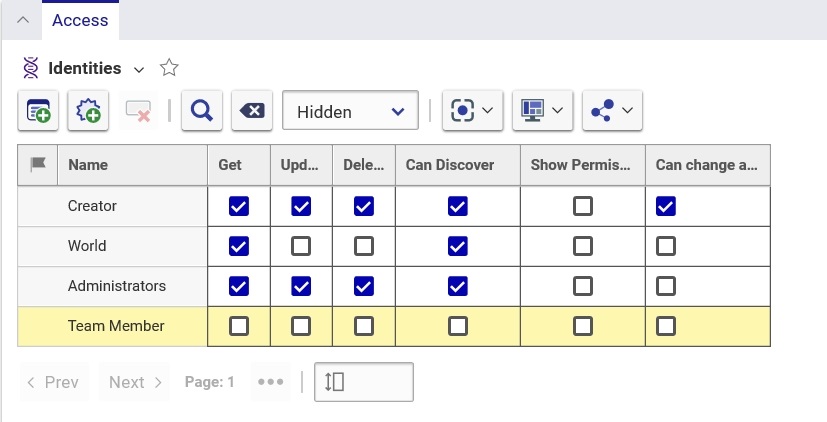 Access
Identities
Hidden
Name Get Upd... Dele... Can Discover Show Permis... Can change a...
Creator
World
Administrators
Team Member
Prev Next Page: 1